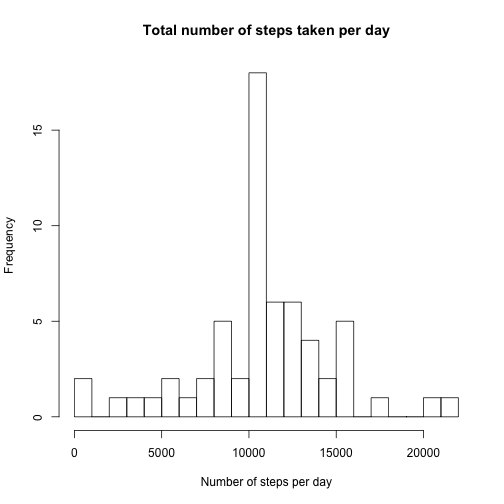 Total number of steps taken per day
Frequency
15
10
5
0
0 5000 10000 15000 20000
Number of steps per day